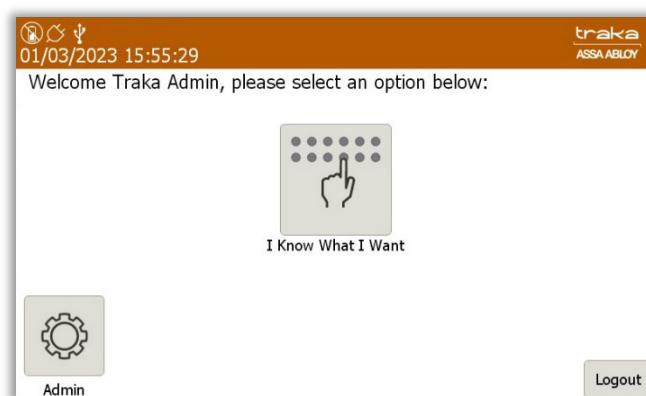 traka
01/03/2023 15:55:29
ASSA ABLOY
Welcome Traka Admin, please select an option below:
I Know What I Want
Admin
Logout